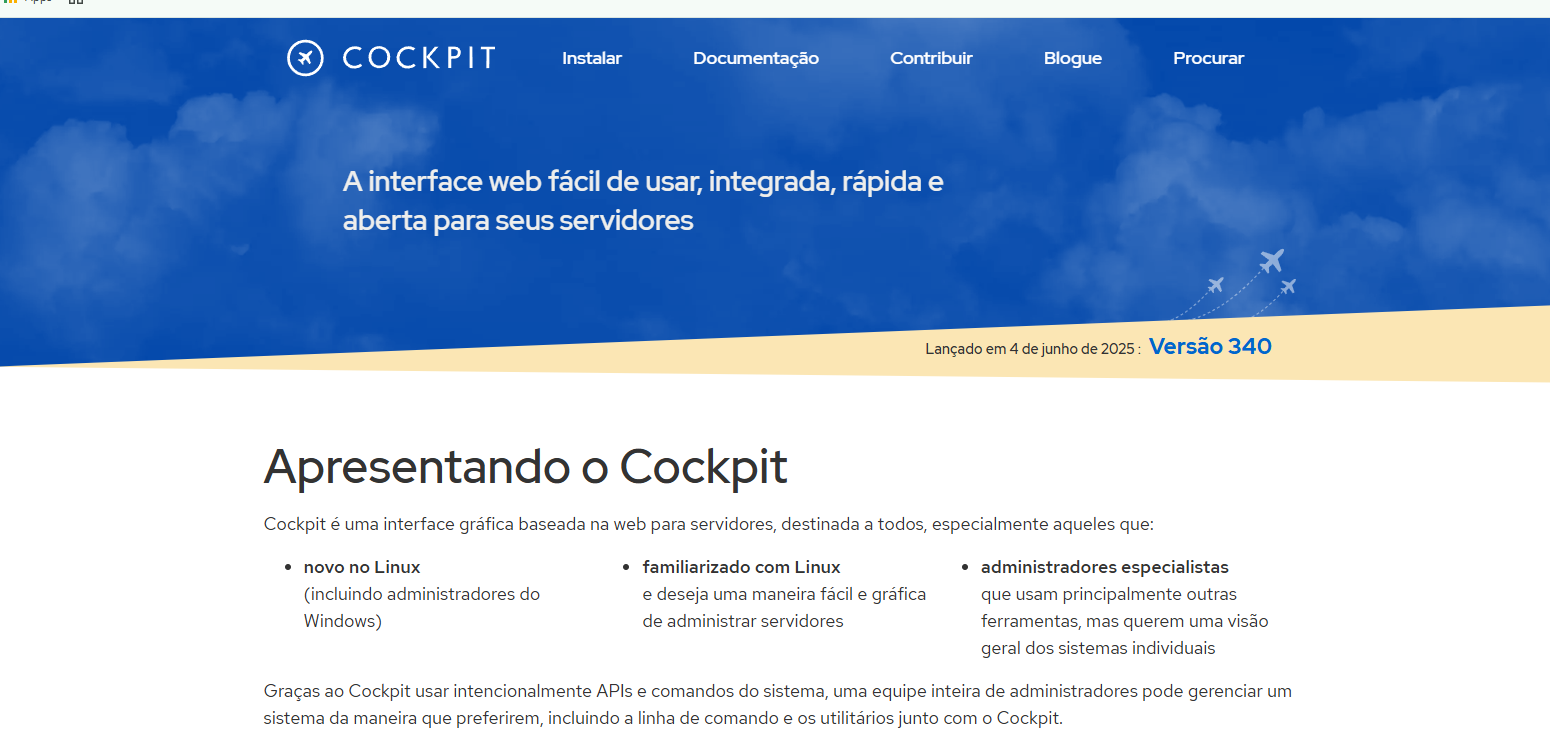 Apps
COCKPIT Instalar Documentação Contribuir Blogue Procurar
A interface web fácil de usar, integrada, rápida e
aberta para seus servidores
Lançado em 4 de junho de 2025 : Versão 340
Apresentando o Cockpit
Cockpit é uma interface gráfica baseada na web para servidores, destinada a todos, especialmente aqueles que:
• novo no Linux
(incluindo administradores do
Windows)
• familiarizado com Linux
e deseja uma maneira fácil e gráfica
de administrar servidores
• administradores especialistas
que usam principalmente outras
ferramentas, mas querem uma visão
geral dos sistemas individuais
Graças ao Cockpit usar intencionalmente APIs e comandos do sistema, uma equipe inteira de administradores pode gerenciar um
sistema da maneira que preferirem, incluindo a linha de comando e os utilitários junto com o Cockpit.